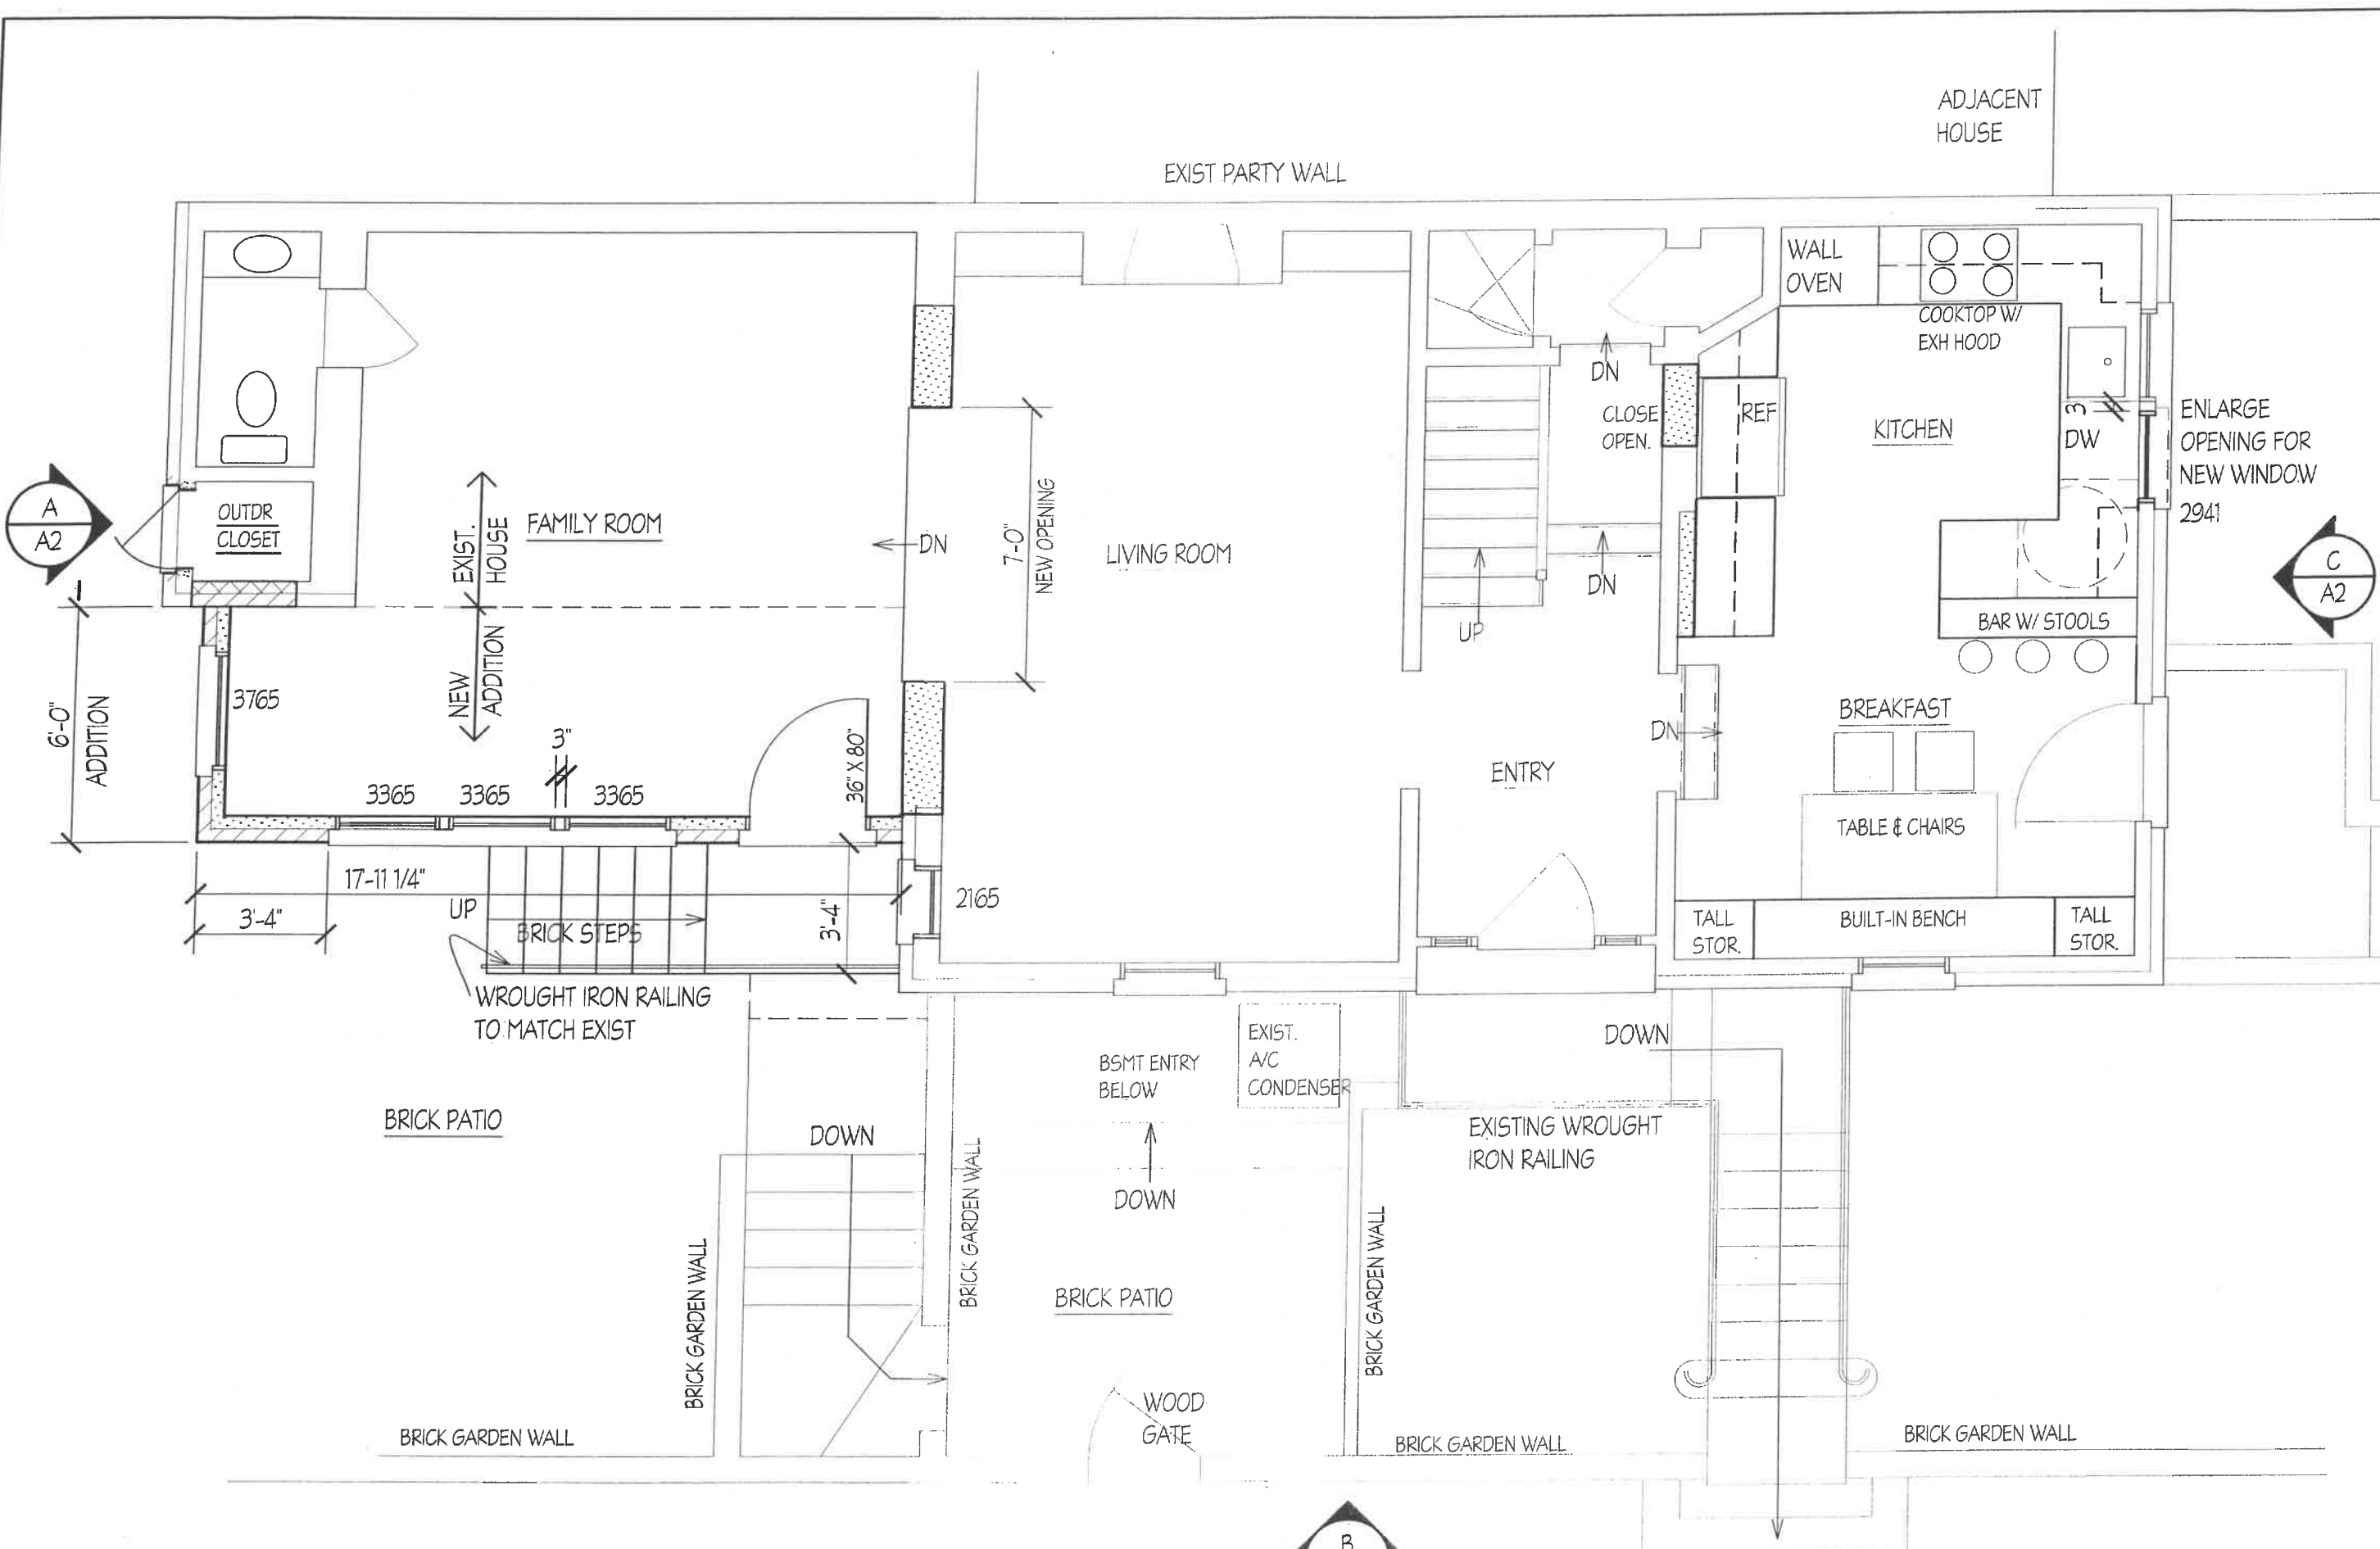 ADJACENT
HOUSE
EXIST PARTY WALL
WALL
OVEN
COOKTOP W/
EXH HOOD
DN
CLOSE
OPEN.
REF
KITCHEN
3
DW
ENLARGE
OPENING FOR
NEW WINDOW
2941
A
A2
OUTDR
CLOSET
EXIST.
HOUSE
FAMILY ROOM
DN
7'-0"
NEW OPENING
LIVING ROOM
DN
UP
BAR W/ STOOLS
C
A2
6'-0"
ADDITION
3765
NEW
ADDITION
3"
3365
3365
3365
36" X 80"
ENTRY
DN
BREAKFAST
TABLE & CHAIRS
17'-11 1/4"
3'-4"
UP
BRICK STEPS
3'-4"
2165
TALL
STOR.
BUILT-IN BENCH
TALL
STOR.
WROUGHT IRON RAILING
TO MATCH EXIST
BSMT ENTRY
BELOW
EXIST.
A/C
CONDENSER
DOWN
BRICK PATIO
DOWN
DOWN
EXISTING WROUGHT
IRON RAILING
BRICK GARDEN WALL
BRICK GARDEN WALL
BRICK PATIO
BRICK GARDEN WALL
WOOD
GATE
BRICK GARDEN WALL
BRICK GARDEN WALL
BRICK GARDEN WALL
B